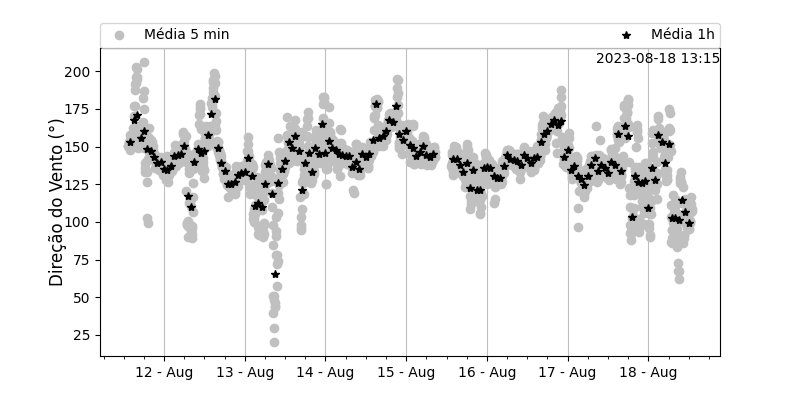 Média 5 min
Média 1h
2023-08-18 13:15
Direção do Vento (°)
200
175
150
125
100
75
50
25
12 - Aug
13 - Aug
14 - Aug
15 - Aug
16 - Aug
17 - Aug
18 - Aug